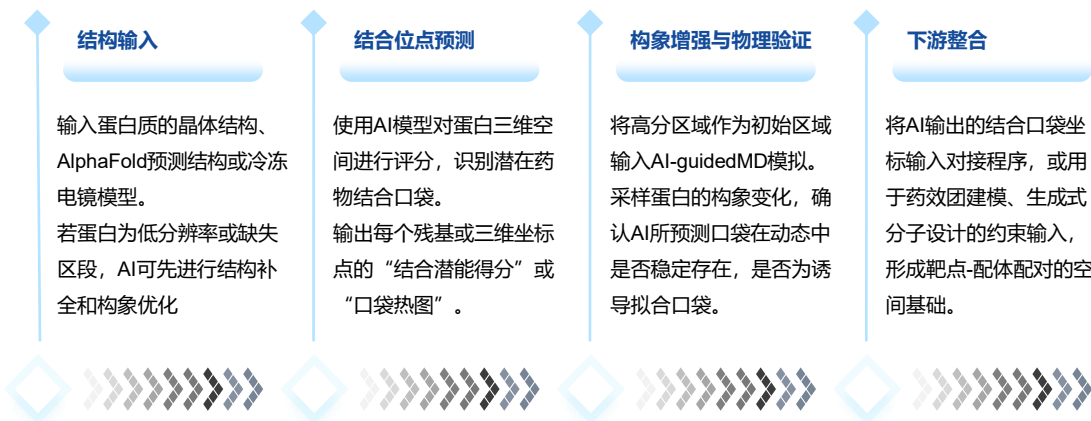 结构输入
输入蛋白质的晶体结构、
AlphaFold预测结构或冷冻
电镜模型。
若蛋白为低分辨率或缺失
区段，AI可先进行结构补
全和构象优化
结合位点预测
使用AI模型对蛋白三维空
间进行评分，识别潜在药
物结合口袋。
输出每个残基或三维坐标
点的“结合潜能得分”或
“口袋热图”。
构象增强与物理验证
将高分区域作为初始区域
输入AI-guidedMD模拟。
采样蛋白的构象变化，确
认AI所预测口袋在动态中
是否稳定存在，是否为诱
导拟合口袋。
下游整合
将AI输出的结合口袋坐
标输入对接程序，或用
于药效团建模、生成式
分子设计的约束输入，
形成靶点-配体配对的空
间基础。